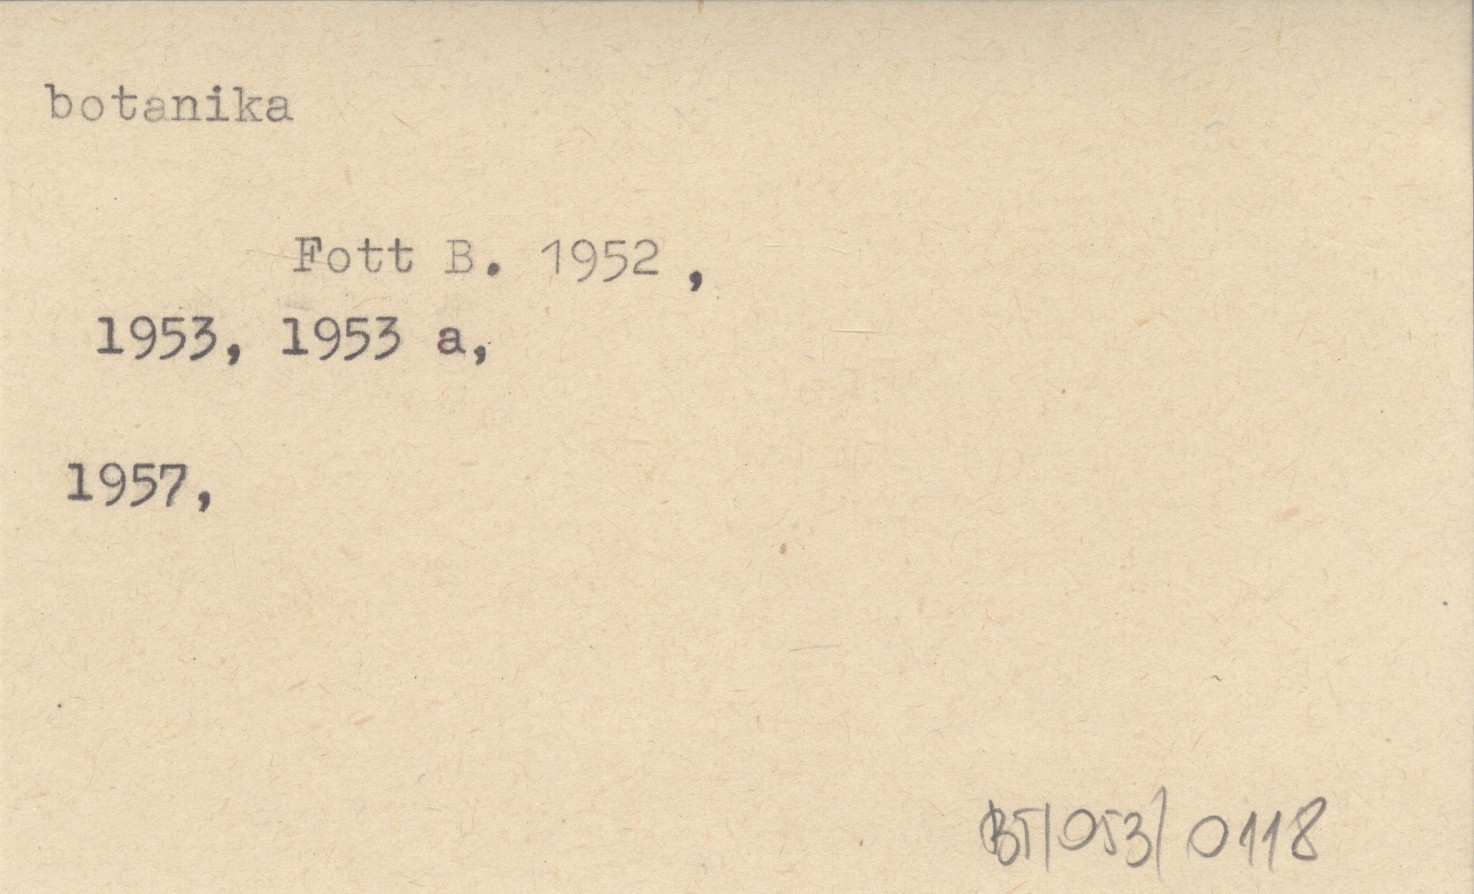 botanika
Fott B. 1952 ,
1953, 1953 a,
1957,
BT/053/0118